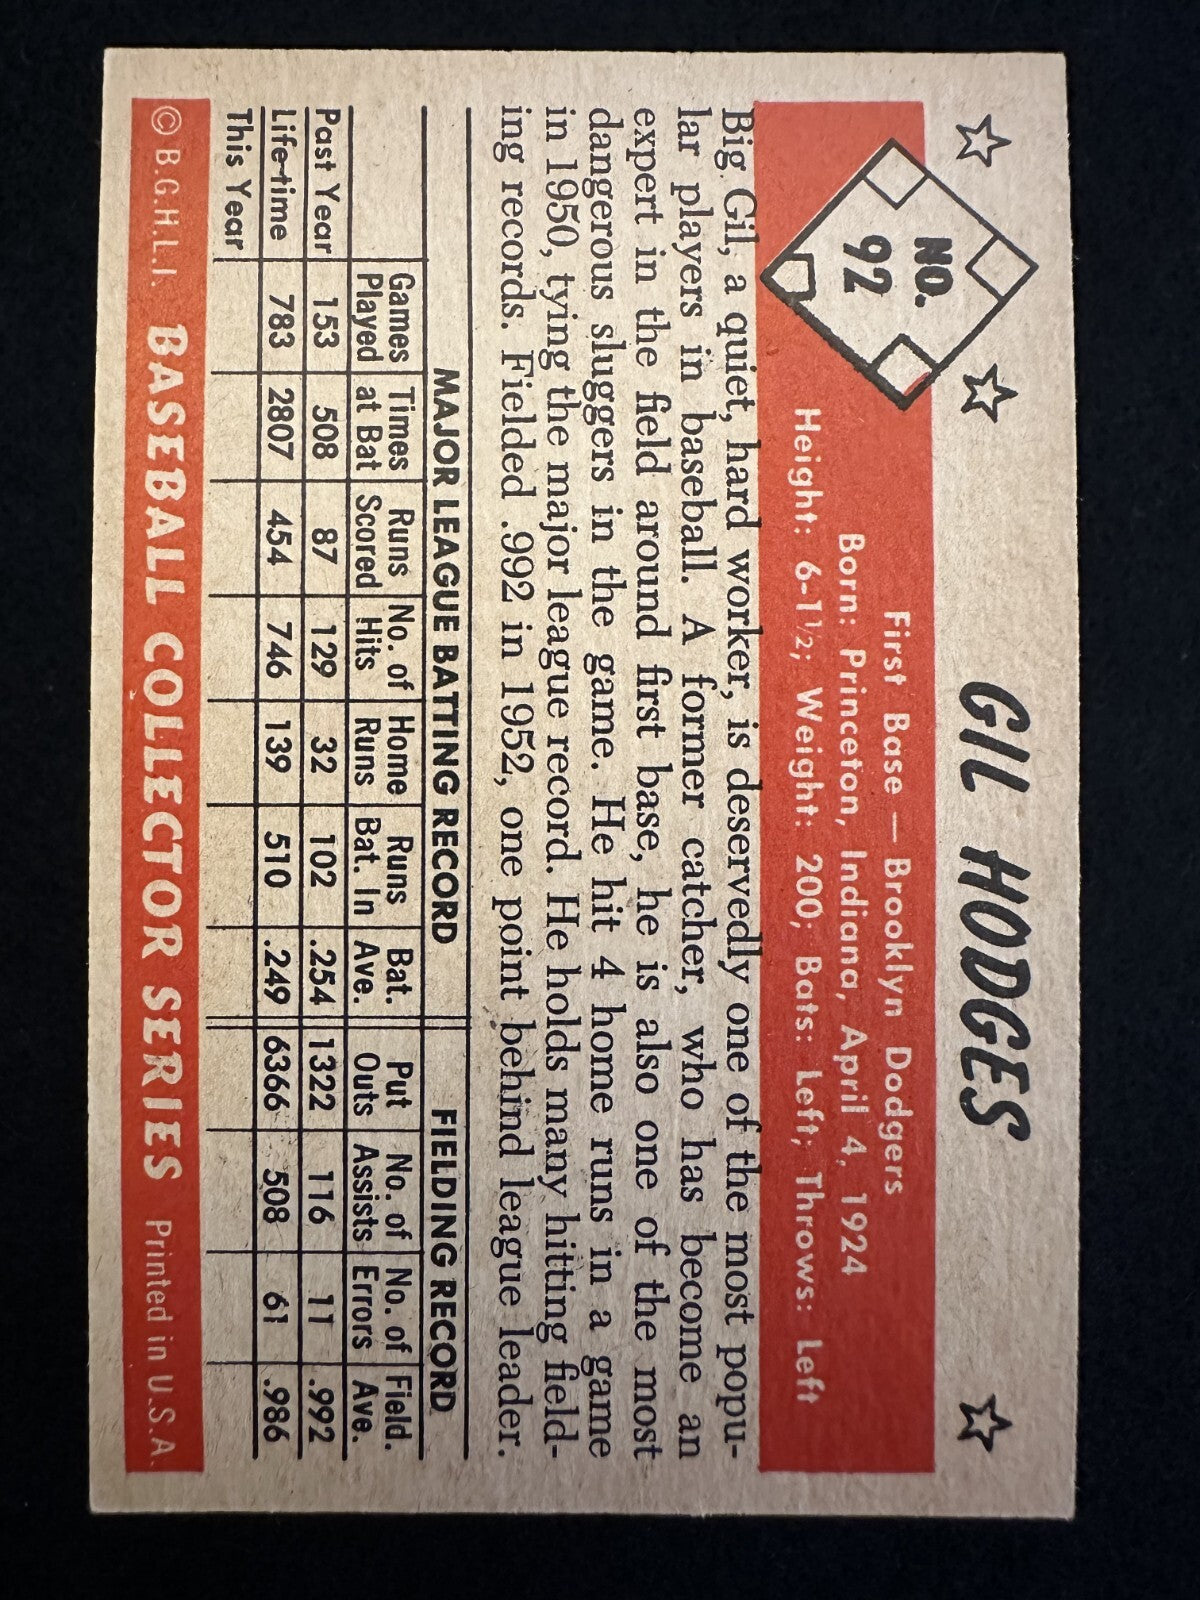 GIL HODGES
NO.
92
First Base — Brooklyn Dodgers
Born: Princeton, Indiana, April 4, 1924
Height: 6-1½; Weight: 200; Bats: Left; Throws: Left
Big Gil, a quiet, hard worker, is deservedly one of the most popu-
lar players in baseball. A former catcher, who has become an
expert in the field around first base, he is also one of the most
dangerous sluggers in the game. He hit 4 home runs in a game
in 1950, tying the major league record. He holds many hitting field-
ing records. Fielded .992 in 1952, one point behind league leader.
MAJOR LEAGUE BATTING RECORD FIELDING RECORD
Games Times Runs No. of Home Runs Bat. Put No. of No. of Field.
Played at Bat Scored Hits Runs Bat. In Ave. Outs Assists Errors Ave.
Past Year 153 508 87 129 32 102 .254 1322 116 11 .992
Life-time 783 2807 454 746 139 510 .249 6366 508 61 .986
This Year
© B.G.H.L.I. BASEBALL COLLECTOR SERIES Printed in U.S.A.